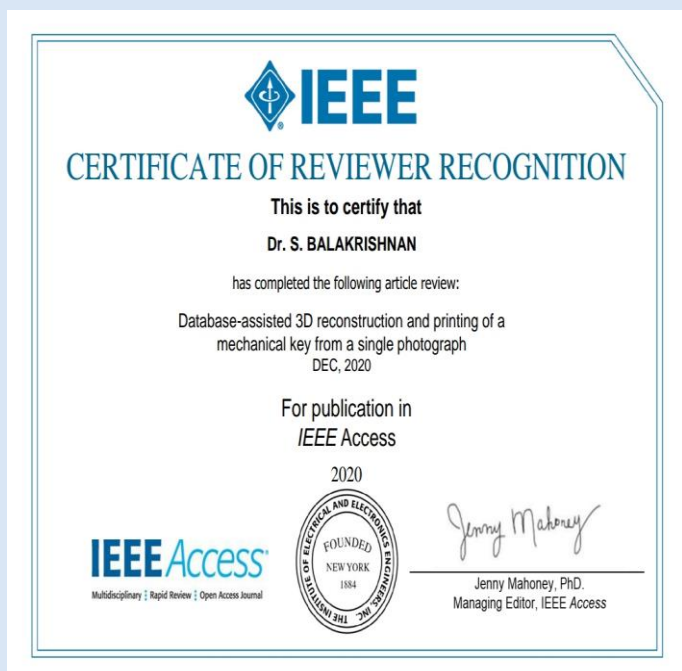 IEEE
®
CERTIFICATE OF REVIEWER RECOGNITION
This is to certify that
Dr. S. BALAKRISHNAN
has completed the following article review:
Database-assisted 3D reconstruction and printing of a
mechanical key from a single photograph
DEC, 2020
For publication in
IEEE Access
2020
IEEE Access®
Multidisciplinary Rapid Review Open Access Journal
THE INSTITUTE OF ELECTRICAL AND ELECTRONICS ENGINEERS, INC.
FOUNDED
NEW YORK
1884
Jenny Mahoney
Jenny Mahoney, PhD.
Managing Editor, IEEE Access